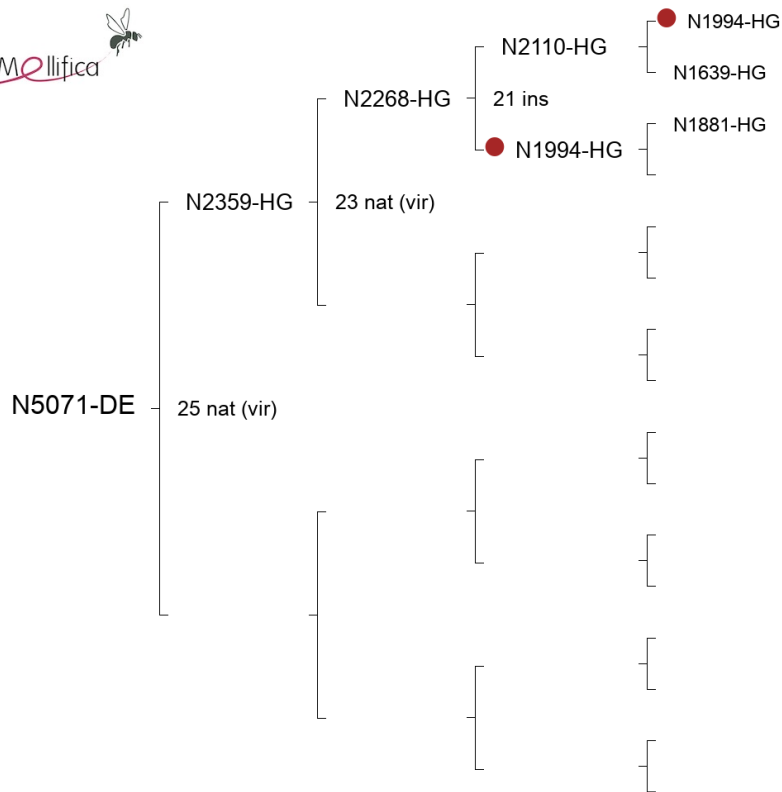 Mellifica
N1994-HG
N2110-HG
N1639-HG
N2268-HG
21 ins
N1881-HG
N1994-HG
N2359-HG
23 nat (vir)
N5071-DE
25 nat (vir)